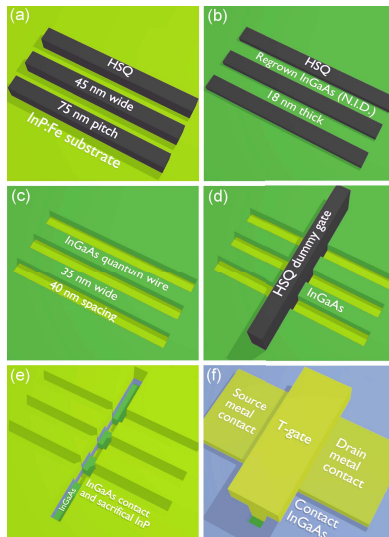 (a)
HSQ
45 nm wide
75 nm pitch
InP:Fe substrate
(b)
HSQ
Regrown InGaAs (N.I.D.)
18 nm thick
(c)
InGaAs quantum wire
35 nm wide
40 nm spacing
(d)
HSQ dummy gate
InGaAs
(e)
InGaAs
InGaAs contact
and sacrifical InP
(f)
Source
metal
contact
T-gate
Drain
metal
contact
Contact
InGaAs